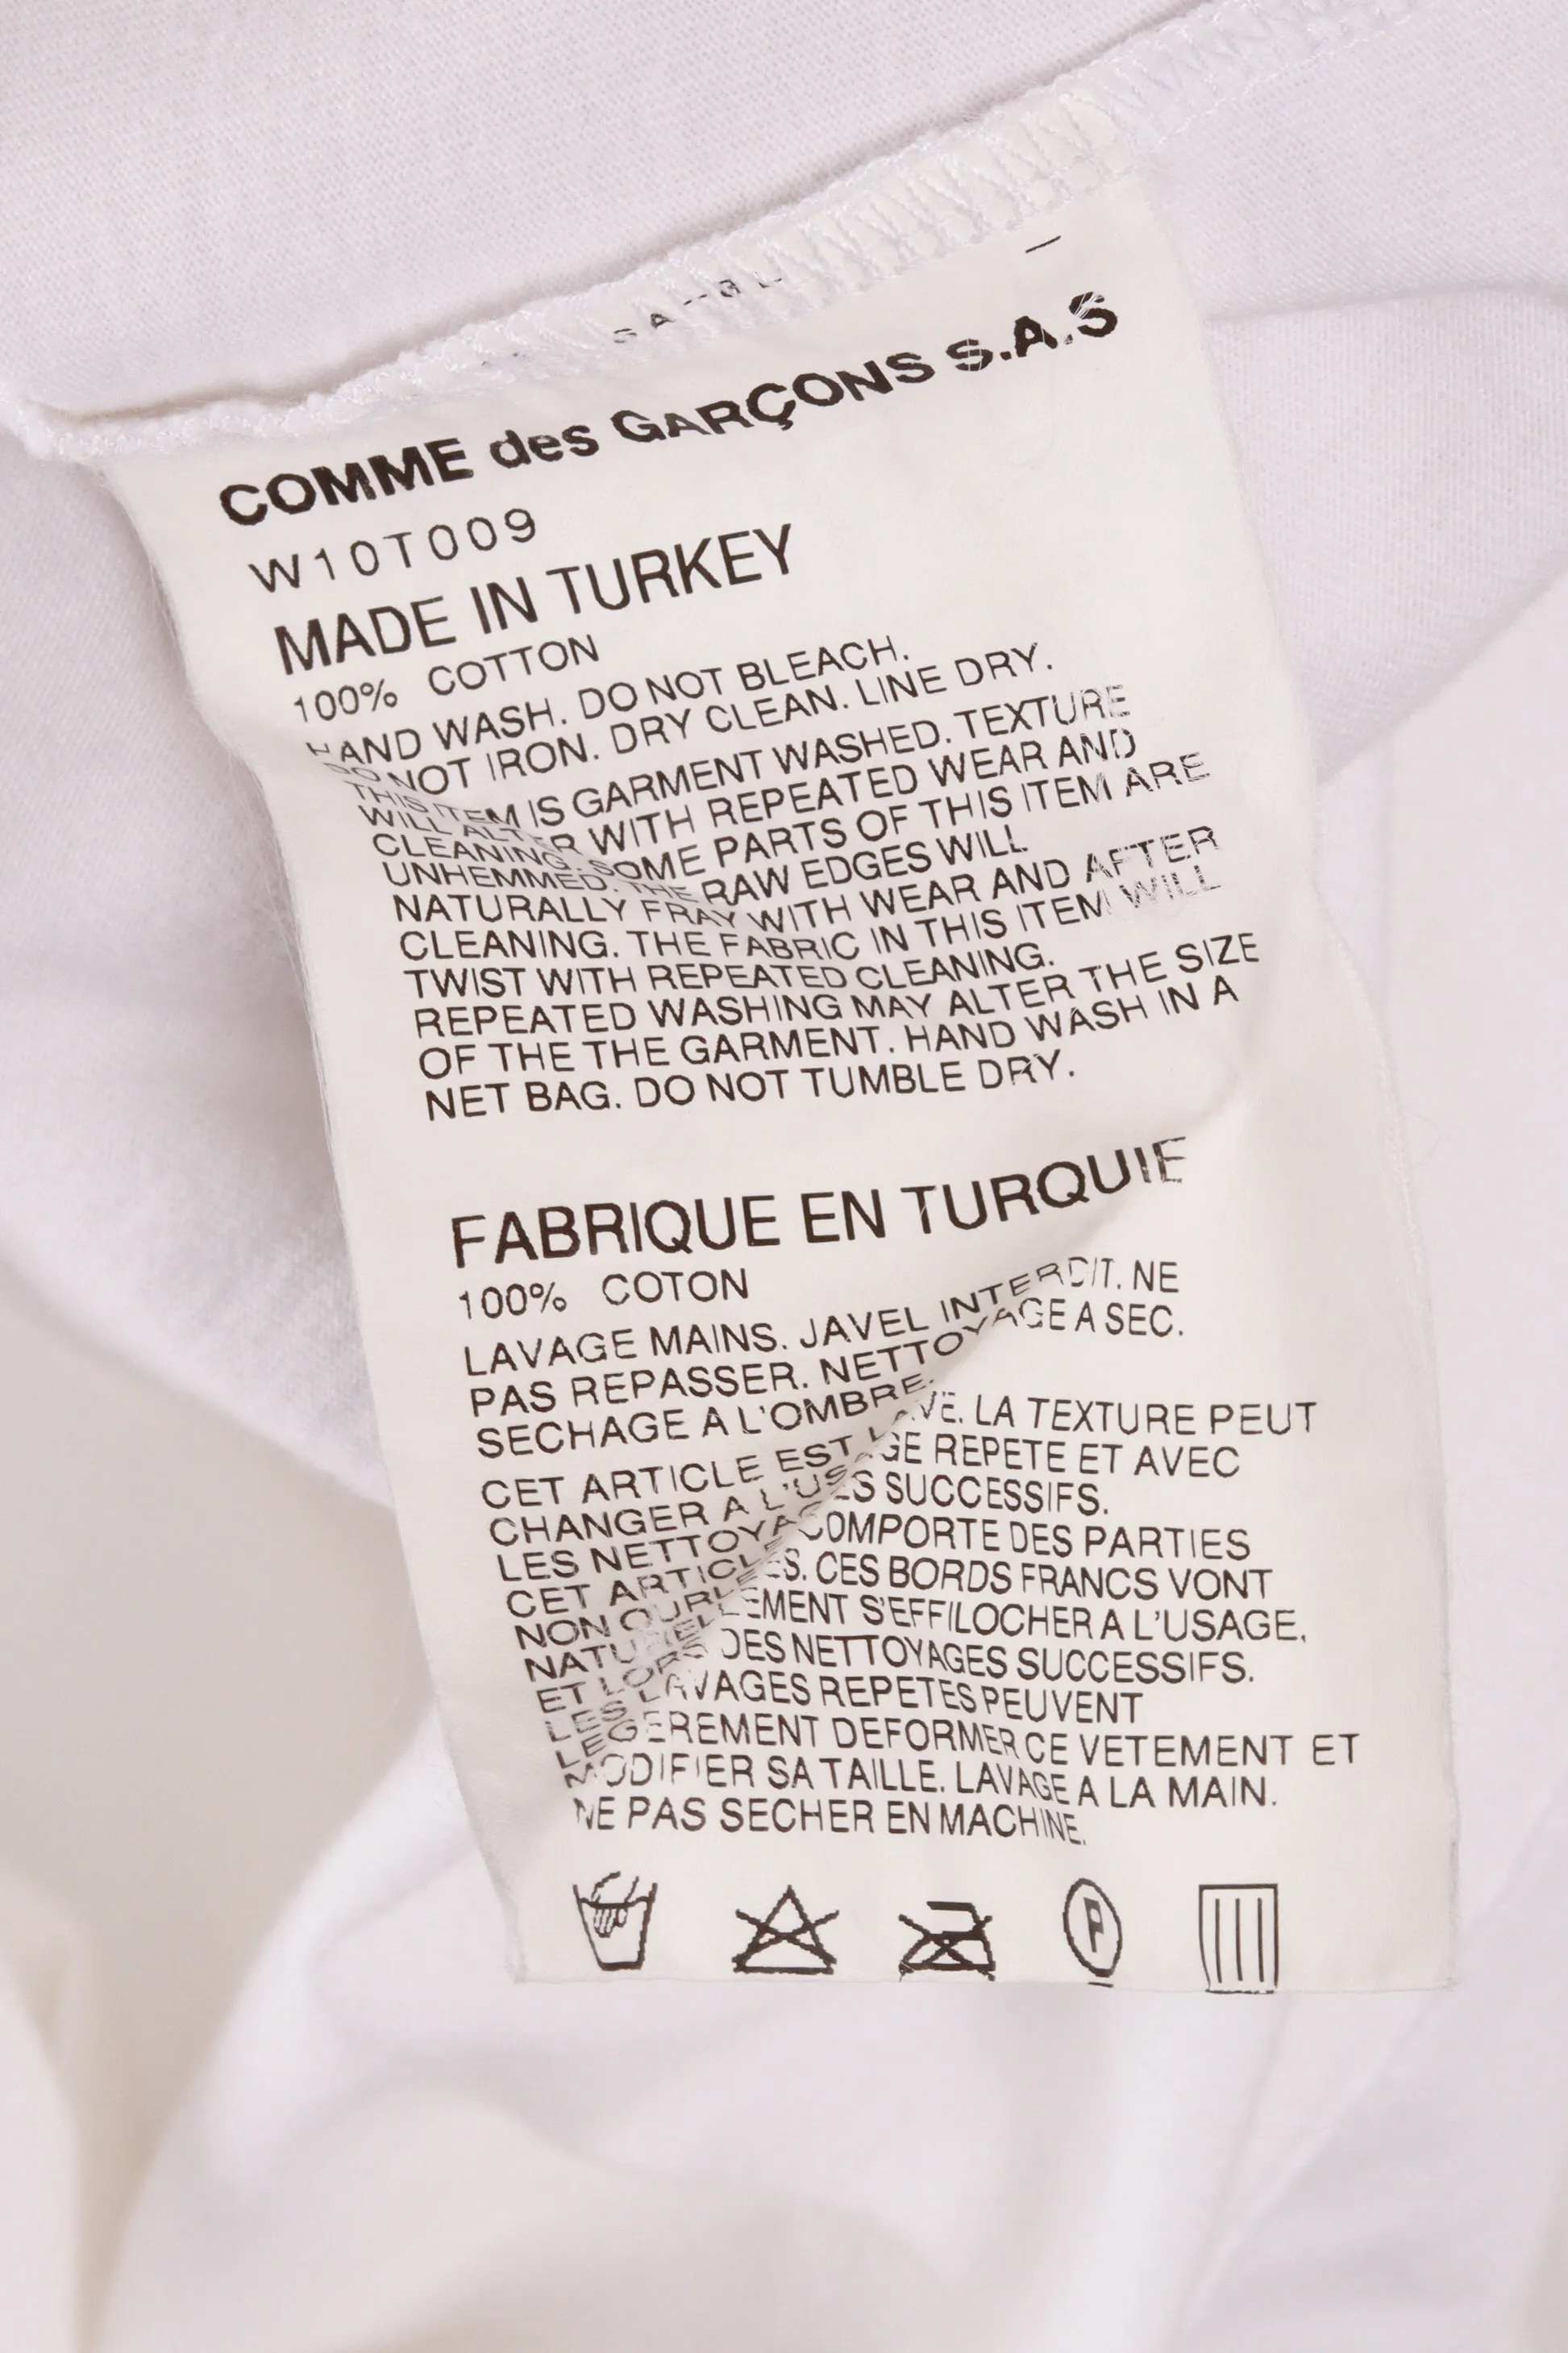 COMME des GARÇONS S.A.S
W10T009
MADE IN TURKEY
100% COTTON
HAND WASH. DO NOT BLEACH.
DO NOT IRON. DRY CLEAN. LINE DRY.
THIS ITEM IS GARMENT WASHED. TEXTURE
WILL ALTER WITH REPEATED WEAR AND
CLEANING. SOME PARTS OF THIS ITEM ARE
UNHEMMED. THE RAW EDGES WILL
NATURALLY FRAY WITH WEAR AND AFTER
CLEANING. THE FABRIC IN THIS ITEM WILL
TWIST WITH REPEATED CLEANING.
REPEATED WASHING MAY ALTER THE SIZE
OF THE THE GARMENT. HAND WASH IN A
NET BAG. DO NOT TUMBLE DRY.
FABRIQUE EN TURQUIE
100% COTON
LAVAGE MAINS. JAVEL INTERDIT. NE
PAS REPASSER. NETTOYAGE A SEC.
SECHAGE A L'OMBRE.
CET ARTICLE EST LAVE. LA TEXTURE PEUT
CHANGER A L'USAGE REPETE ET AVEC
LES NETTOYAGES SUCCESSIFS.
CET ARTICLE COMPORTE DES PARTIES
NON OURLEES. CES BORDS FRANCS VONT
NATURELLEMENT S'EFFILOCHER A L'USAGE,
ET LORS DES NETTOYAGES SUCCESSIFS.
LES LAVAGES REPETES PEUVENT
LEGEREMENT DEFORMER CE VETEMENT ET
MODIFIER SA TAILLE. LAVAGE A LA MAIN.
NE PAS SECHER EN MACHINE.
P